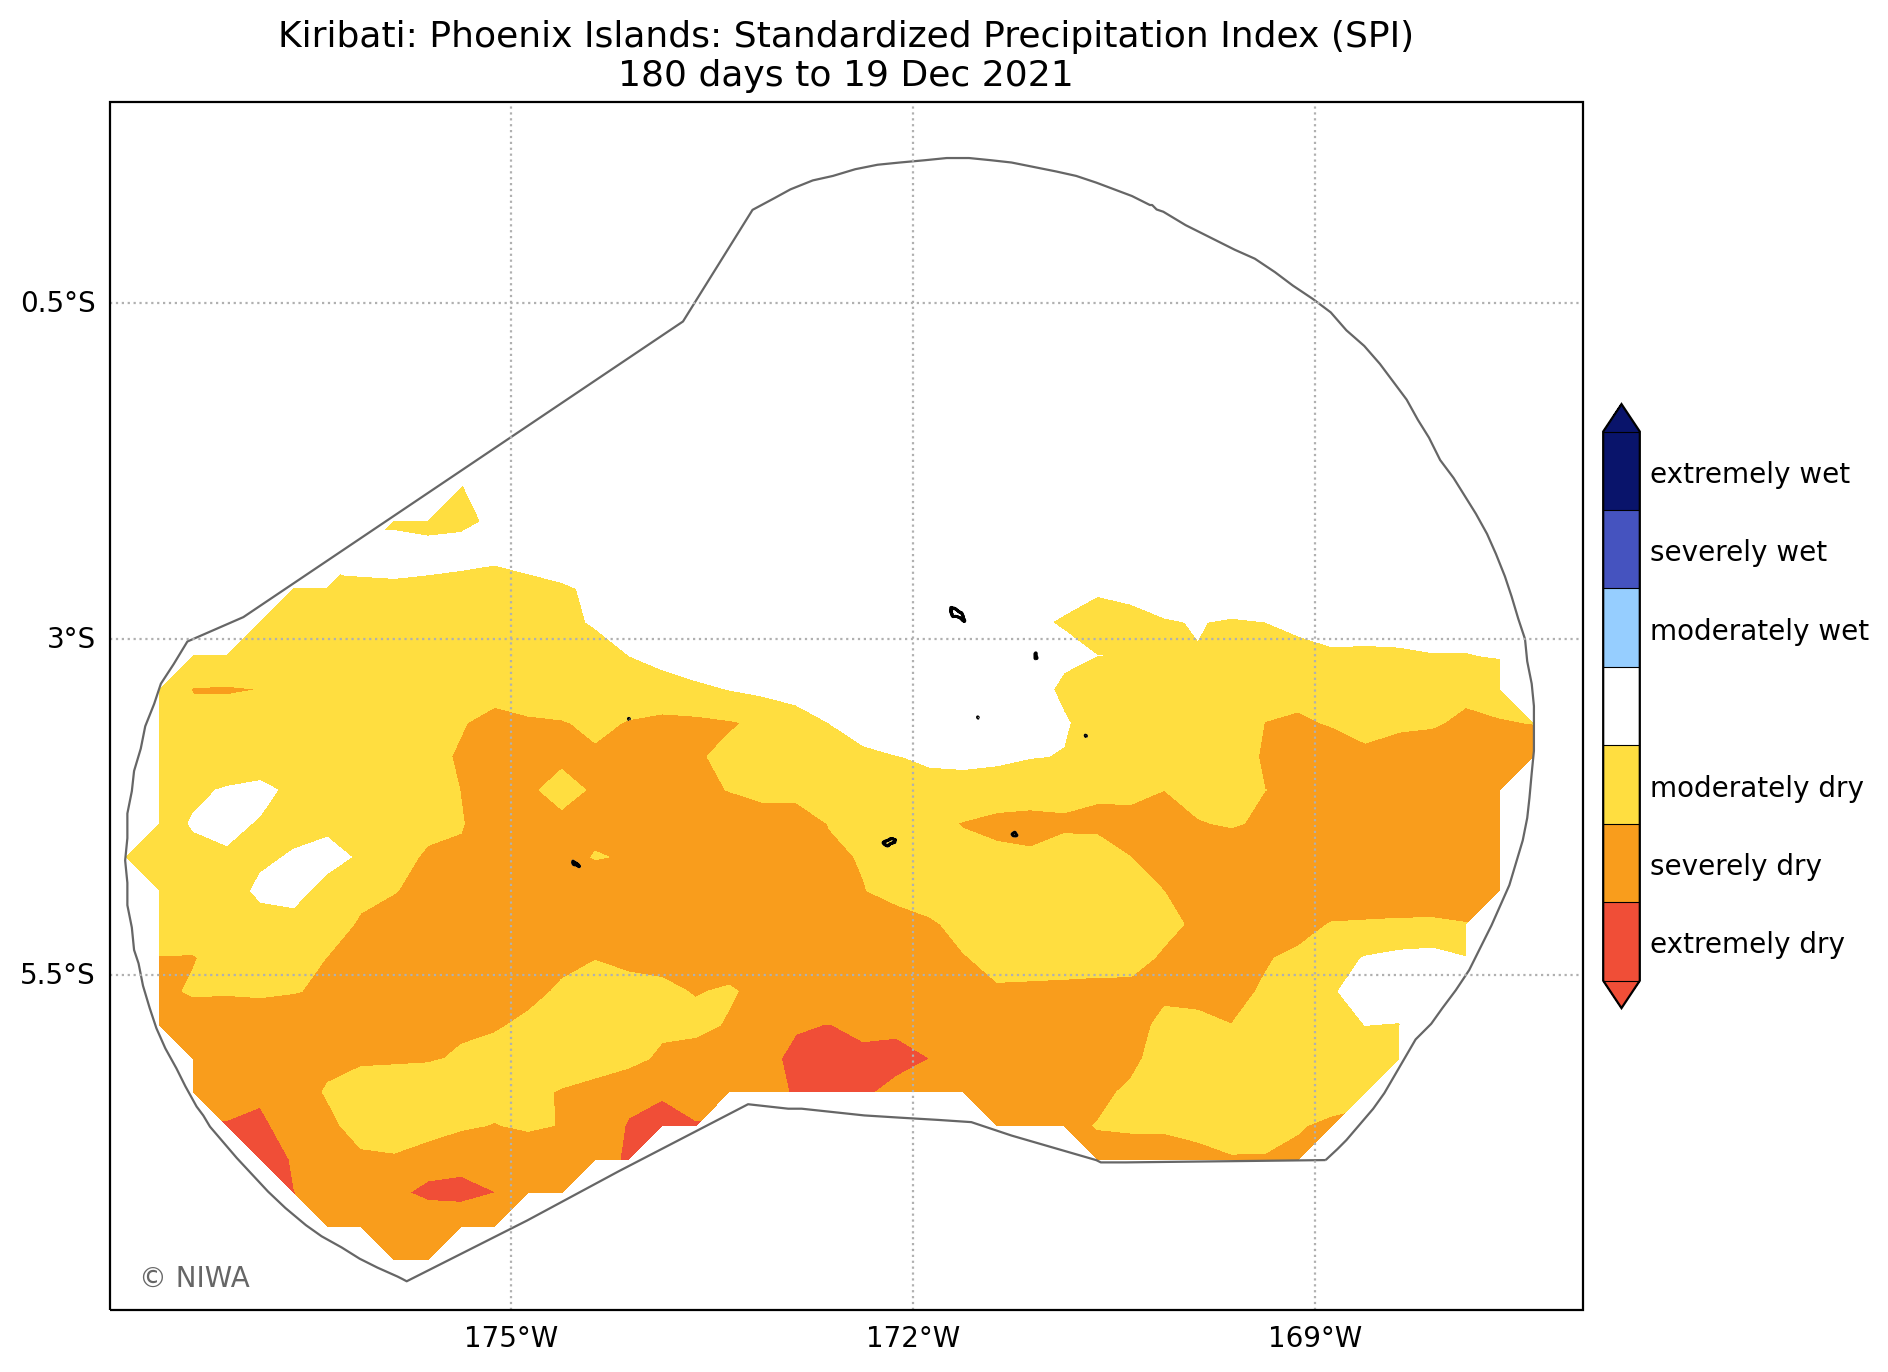 Kiribati: Phoenix Islands: Standardized Precipitation Index (SPI)
180 days to 19 Dec 2021
0.5°S
3°S
5.5°S
175°W
172°W
169°W
extremely wet
severely wet
moderately wet
moderately dry
severely dry
extremely dry
© NIWA